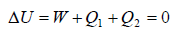 ΔU = W + Q₁ + Q₂ = 0